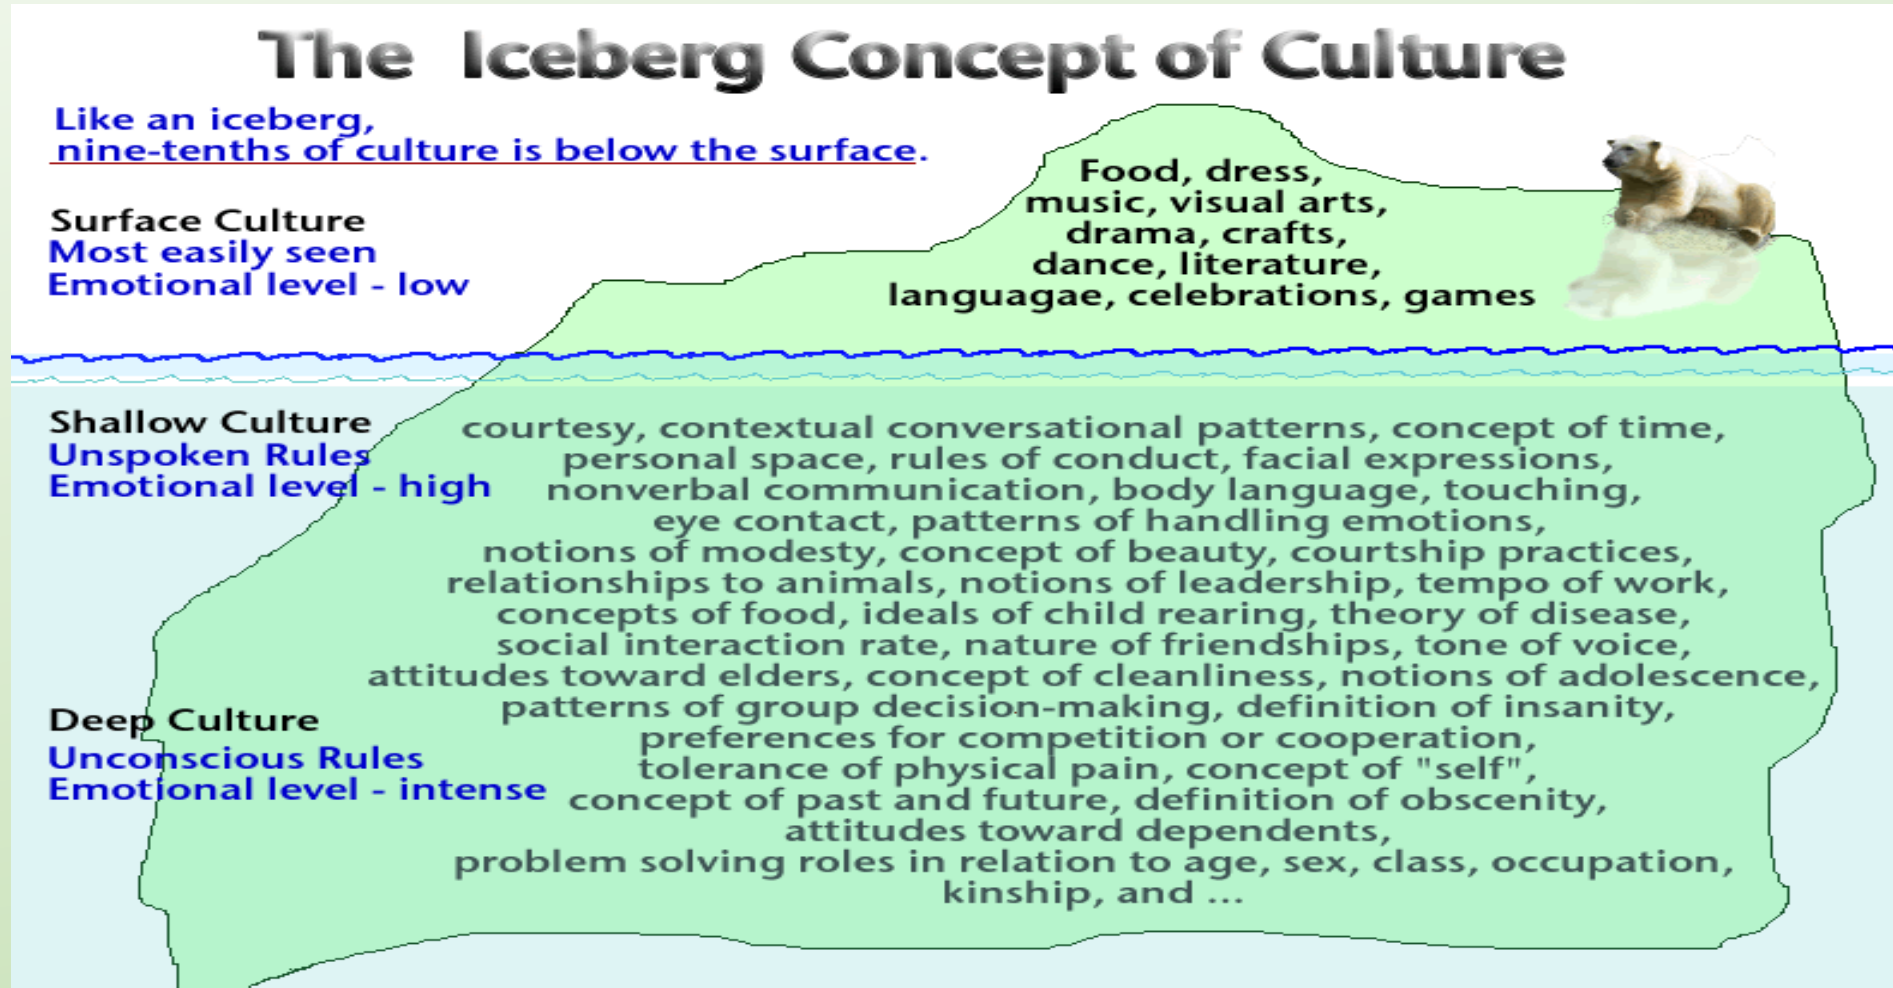 The Iceberg Concept of Culture
Like an iceberg,
nine-tenths of culture is below the surface.
Surface Culture
Most easily seen
Emotional level - low
Food, dress,
music, visual arts,
drama, crafts,
dance, literature,
languagae, celebrations, games
Shallow Culture
Unspoken Rules
Emotional level - high
courtesy, contextual conversational patterns, concept of time,
personal space, rules of conduct, facial expressions,
nonverbal communication, body language, touching,
eye contact, patterns of handling emotions,
notions of modesty, concept of beauty, courtship practices,
relationships to animals, notions of leadership, tempo of work,
concepts of food, ideals of child rearing, theory of disease,
social interaction rate, nature of friendships, tone of voice,
attitudes toward elders, concept of cleanliness, notions of adolescence,
patterns of group decision-making, definition of insanity,
Deep Culture
Unconscious Rules
Emotional level - intense
preferences for competition or cooperation,
tolerance of physical pain, concept of "self",
concept of past and future, definition of obscenity,
attitudes toward dependents,
problem solving roles in relation to age, sex, class, occupation,
kinship, and ...